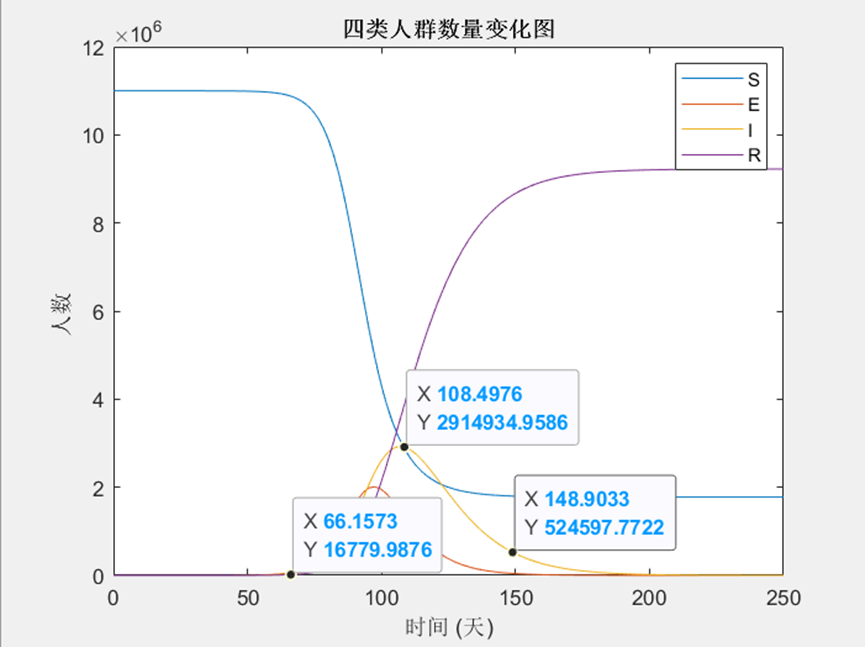 四类人群数量变化图
×10^6
12
10
8
6
4
2
0
人数
S
E
I
R
X 108.4976
Y 2914934.9586
X 148.9033
Y 524597.7722
X 66.1573
Y 16779.9876
0 50 100 150 200 250
时间 (天)